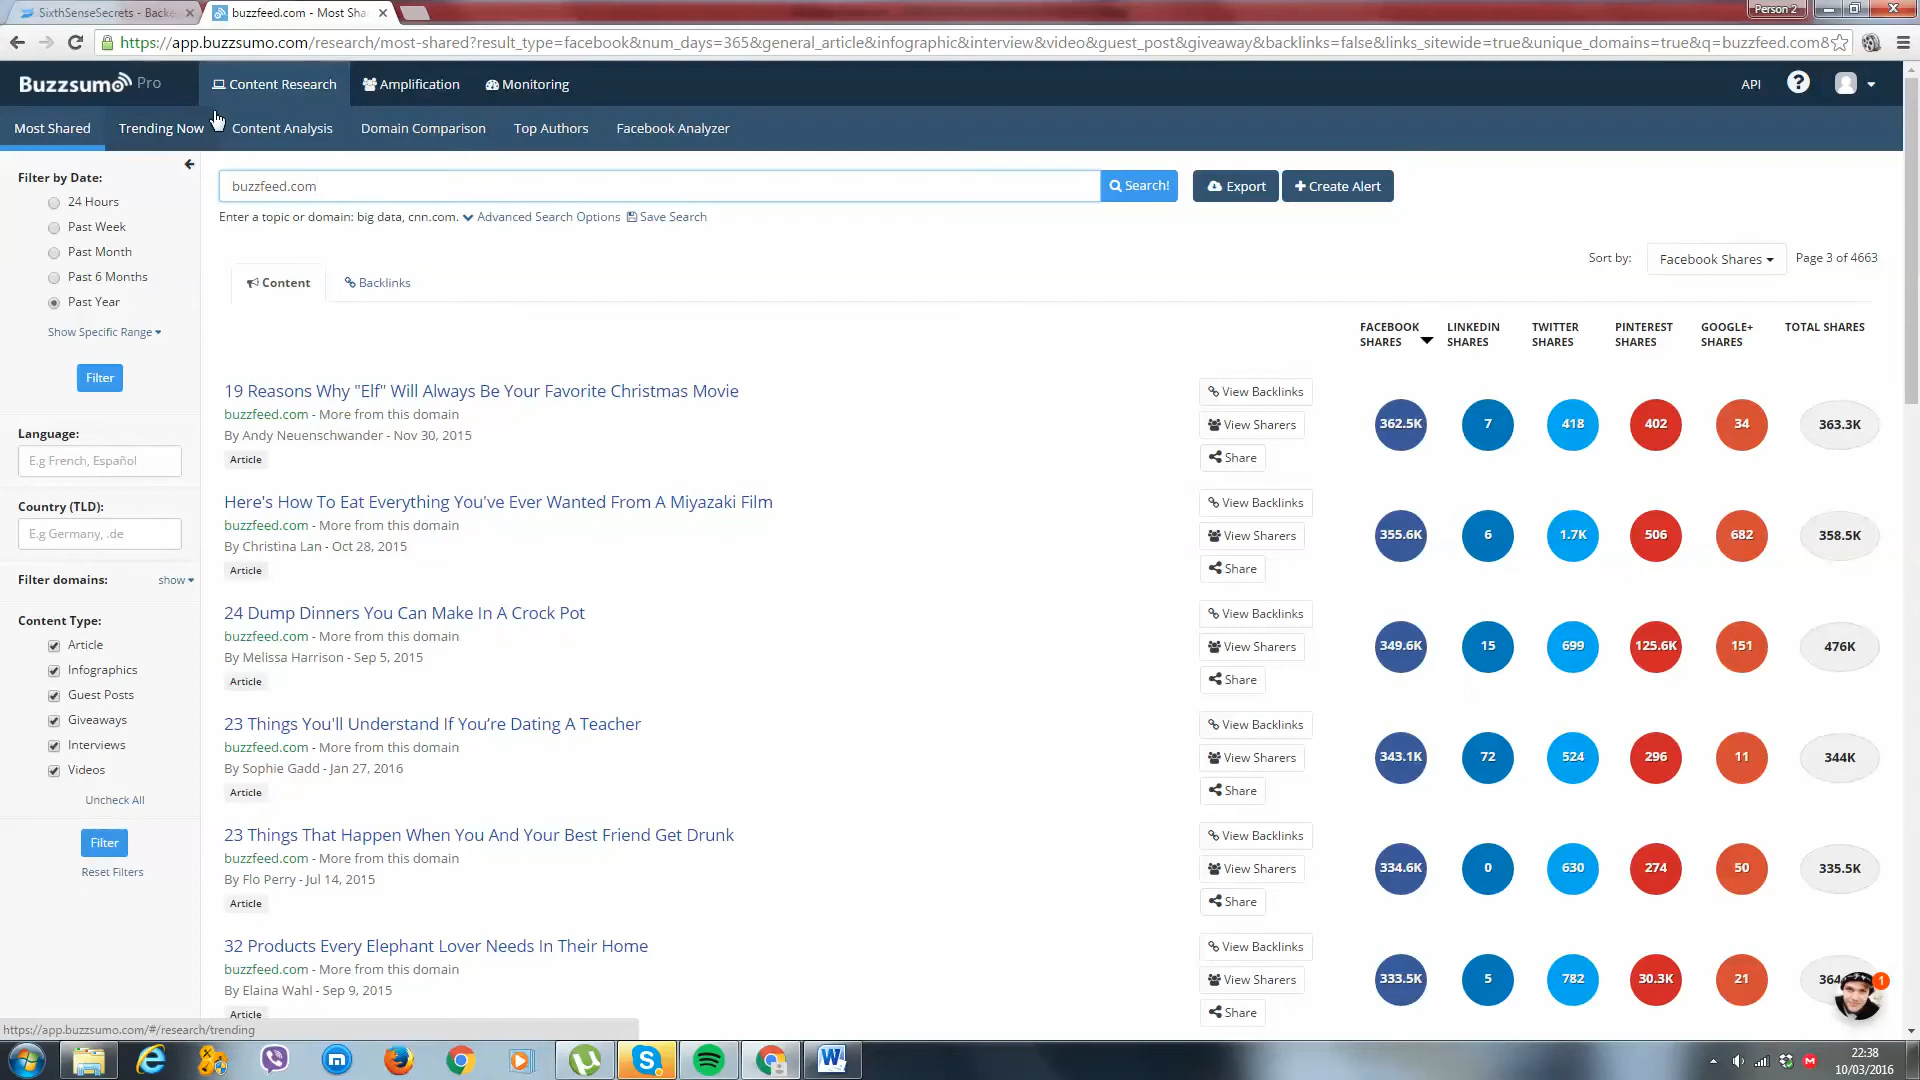 SixthSenseSecrets - Backe
buzzfeed.com - Most Sha
Person 2
https://app.buzzsumo.com/research/most-shared?result_type=facebook&num_days=365&general_article&infographic&interview&video&guest_post&giveaway&backlinks=false&links_sitewide=true&unique_domains=true&q=buzzfeed.com&
Buzzsumo Pro
Content Research
Amplification
Monitoring
API
?
Most Shared
Trending Now
Content Analysis
Domain Comparison
Top Authors
Facebook Analyzer
Filter by Date:
24 Hours
Past Week
Past Month
Past 6 Months
Past Year
Show Specific Range
Filter
Language:
E.g French, Español
Country (TLD):
E.g Germany, .de
Filter domains: show
Content Type:
Article
Infographics
Guest Posts
Giveaways
Interviews
Videos
Uncheck All
Filter
Reset Filters
buzzfeed.com
Search!
Export
+ Create Alert
Enter a topic or domain: big data, cnn.com. Advanced Search Options Save Search
Sort by: Facebook Shares Page 3 of 4663
Content
Backlinks
FACEBOOK SHARES
LINKEDIN SHARES
TWITTER SHARES
PINTEREST SHARES
GOOGLE+ SHARES
TOTAL SHARES
19 Reasons Why "Elf" Will Always Be Your Favorite Christmas Movie
buzzfeed.com - More from this domain
By Andy Neuenschwander - Nov 30, 2015
Article
View Backlinks
View Sharers
Share
362.5K 7 418 402 34 363.3K
Here's How To Eat Everything You've Ever Wanted From A Miyazaki Film
buzzfeed.com - More from this domain
By Christina Lan - Oct 28, 2015
Article
View Backlinks
View Sharers
Share
355.6K 6 1.7K 506 682 358.5K
24 Dump Dinners You Can Make In A Crock Pot
buzzfeed.com - More from this domain
By Melissa Harrison - Sep 5, 2015
Article
View Backlinks
View Sharers
Share
349.6K 15 699 125.6K 151 476K
23 Things You'll Understand If You’re Dating A Teacher
buzzfeed.com - More from this domain
By Sophie Gadd - Jan 27, 2016
Article
View Backlinks
View Sharers
Share
343.1K 72 524 296 11 344K
23 Things That Happen When You And Your Best Friend Get Drunk
buzzfeed.com - More from this domain
By Flo Perry - Jul 14, 2015
Article
View Backlinks
View Sharers
Share
334.6K 0 630 274 50 335.5K
32 Products Every Elephant Lover Needs In Their Home
buzzfeed.com - More from this domain
By Elaina Wahl - Sep 9, 2015
Article
View Backlinks
View Sharers
Share
333.5K 5 782 30.3K 21 364
1
https://app.buzzsumo.com/#/research/trending
22:38
10/03/2016